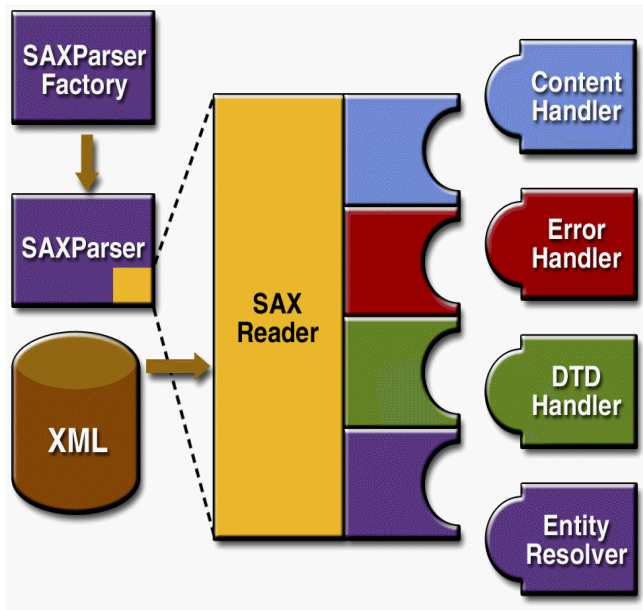 SAXParser
Factory
SAXParser
XML
SAX
Reader
Content
Handler
Error
Handler
DTD
Handler
Entity
Resolver